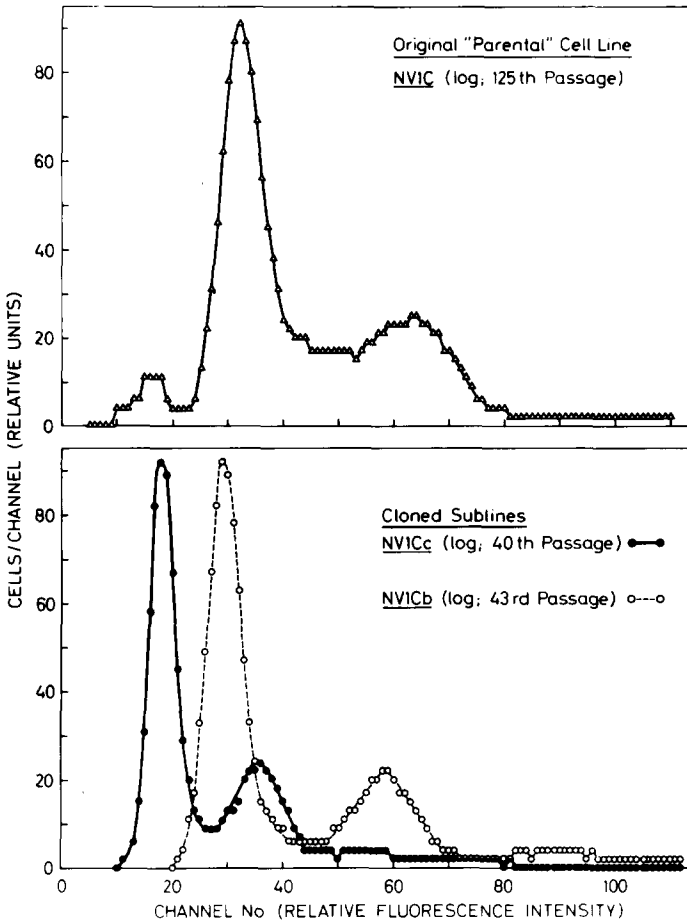 Original "Parental" Cell Line
NV1C (log; 125th Passage)
80
60
40
20
0
CELLS/CHANNEL (RELATIVE UNITS)
Cloned Sublines
NV1Cc (log; 40th Passage)
NV1Cb (log; 43rd Passage)
80
60
40
20
0
0 20 40 60 80 100
CHANNEL No (RELATIVE FLUORESCENCE INTENSITY)